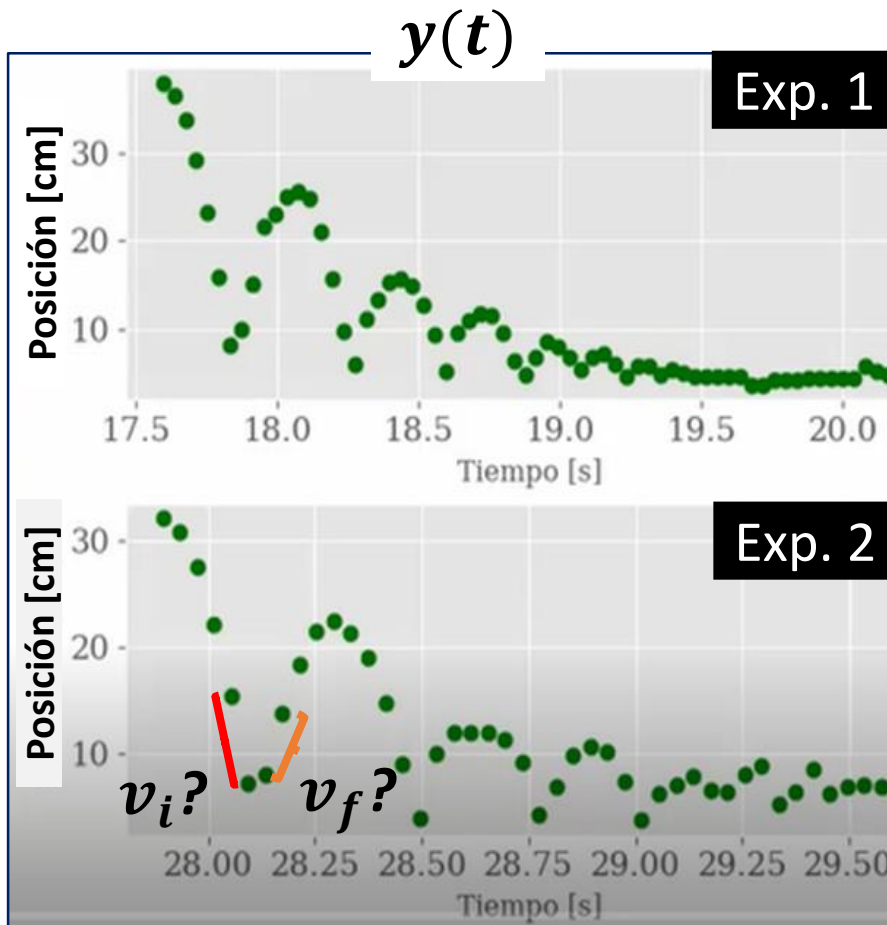 y(t)
Exp. 1
Posición [cm]
30
20
10
17.5 18.0 18.5 19.0 19.5 20.0
Tiempo [s]
Exp. 2
Posición [cm]
30
20
10
v_i? v_f?
28.00 28.25 28.50 28.75 29.00 29.25 29.50
Tiempo [s]